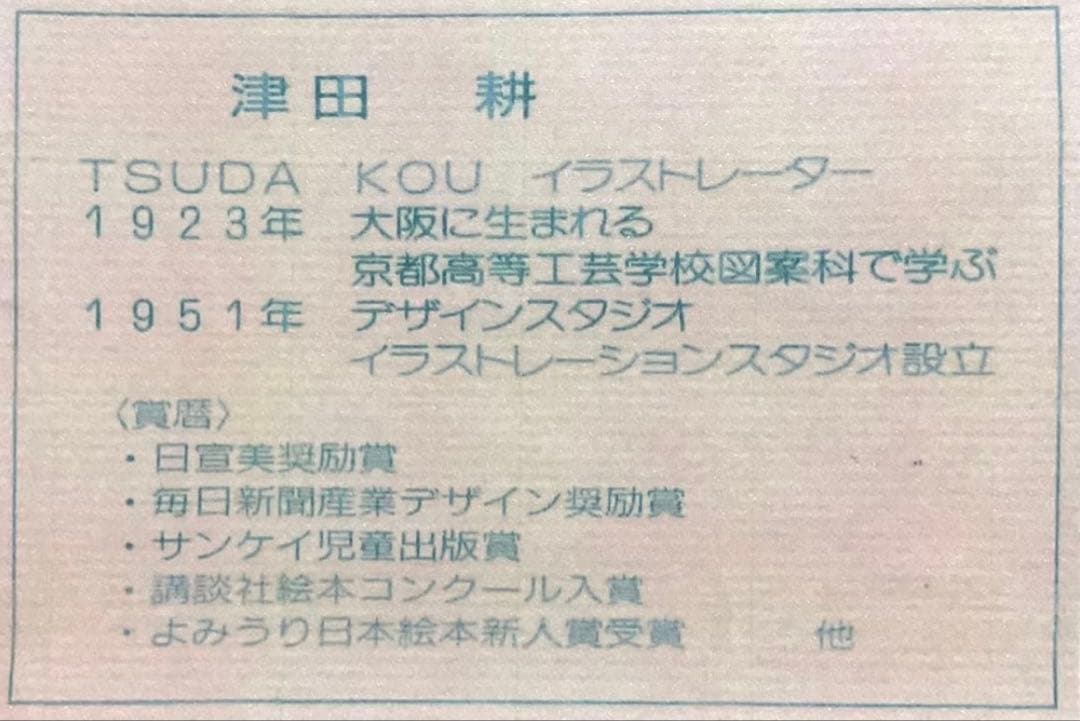 津田　耕
TSUDA　KOU　イラストレーター
１９２３年　大阪に生まれる
京都高等工芸学校図案科で学ぶ
１９５１年　デザインスタジオ
イラストレーションスタジオ設立
〈賞暦〉
・日宣美奨励賞
・毎日新聞産業デザイン奨励賞
・サンケイ児童出版賞
・講談社絵本コンクール入賞
・よみうり日本絵本新人賞受賞　　　他